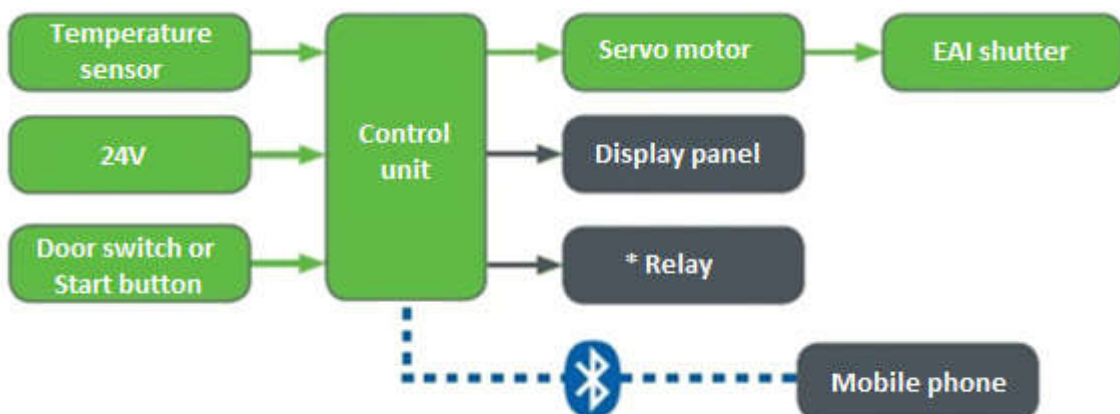 Temperature
sensor
Servo motor
EAI shutter
24V
Control
unit
Display panel
Door switch or
Start button
* Relay
Mobile phone